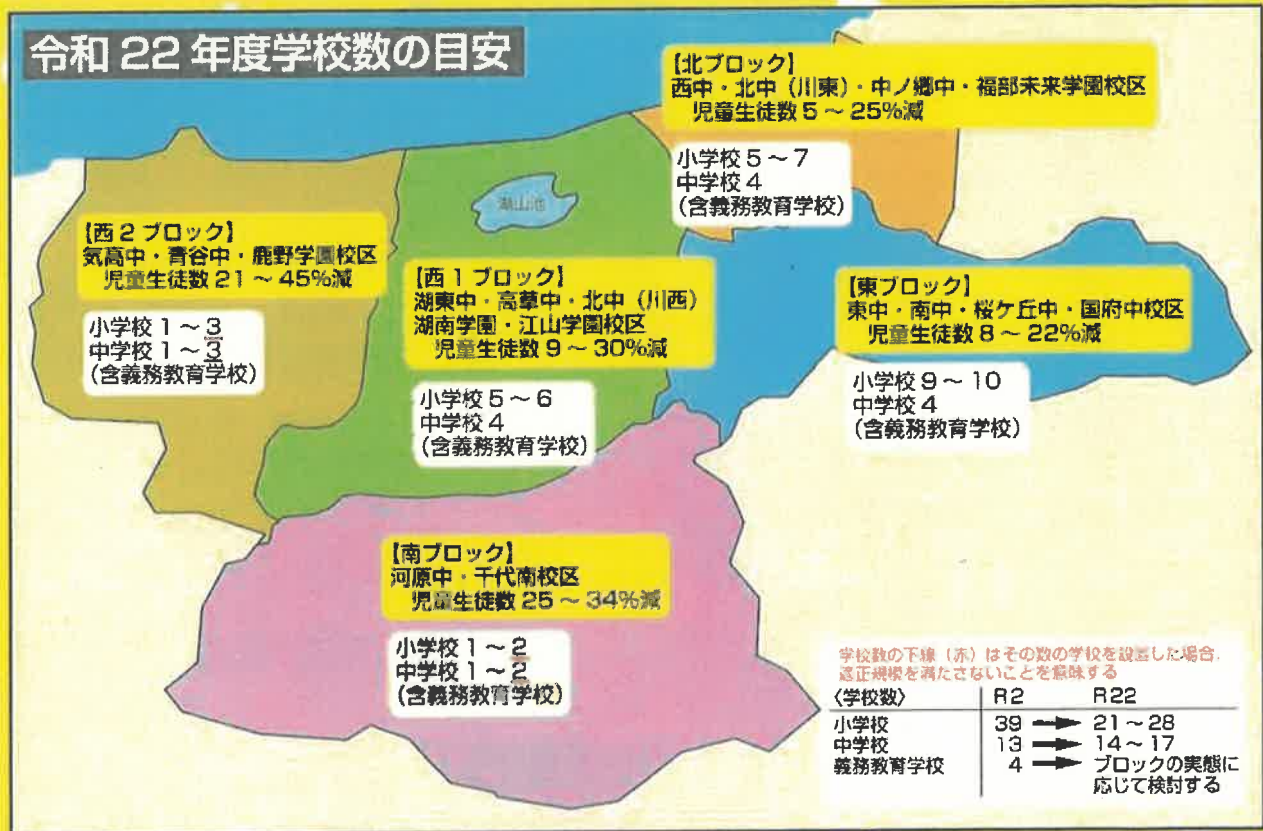 令和22年度学校数の目安
【北ブロック】
西中・北中（川東）・中ノ郷中・福部未来学園校区
児童生徒数5～25%減
小学校5～7
中学校4
（含義務教育学校）
湖山池
【西2ブロック】
気高中・青谷中・鹿野学園校区
児童生徒数21～45%減
小学校1～3
中学校1～3
（含義務教育学校）
【西1ブロック】
湖東中・高草中・北中（川西）
湖南学園・江山学園校区
児童生徒数9～30%減
小学校5～6
中学校4
（含義務教育学校）
【東ブロック】
東中・南中・桜ケ丘中・国府中校区
児童生徒数8～22%減
小学校9～10
中学校4
（含義務教育学校）
【南ブロック】
河原中・千代南校区
児童生徒数25～34%減
小学校1～2
中学校1～2
（含義務教育学校）
学校数の下線（赤）はその数の学校を設置した場合、
適正規模を満たさないことを意味する
〈学校数〉 R2 R22
小学校 39 → 21～28
中学校 13 → 14～17
義務教育学校 4 → ブロックの実態に
応じて検討する